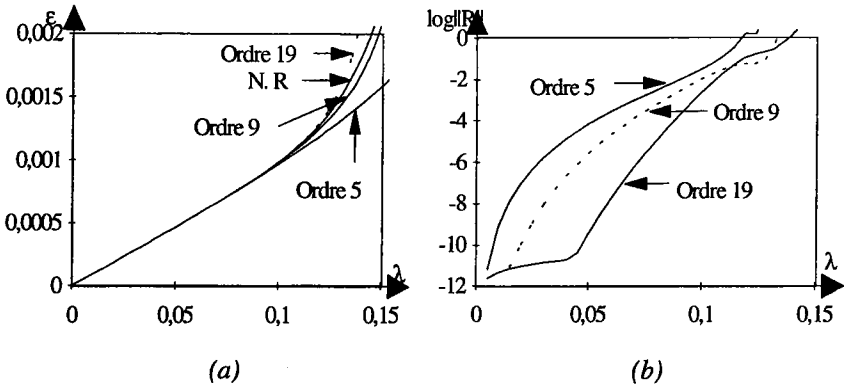 ε
0,002
Ordre 19
N. R
0,0015
Ordre 9
0,001
Ordre 5
0,0005
0
λ
0
0,05
0,1
0,15
(a)
log||R||
0
-2
Ordre 5
-4
Ordre 9
-6
Ordre 19
-8
-10
-12
λ
0
0,05
0,1
0,15
(b)